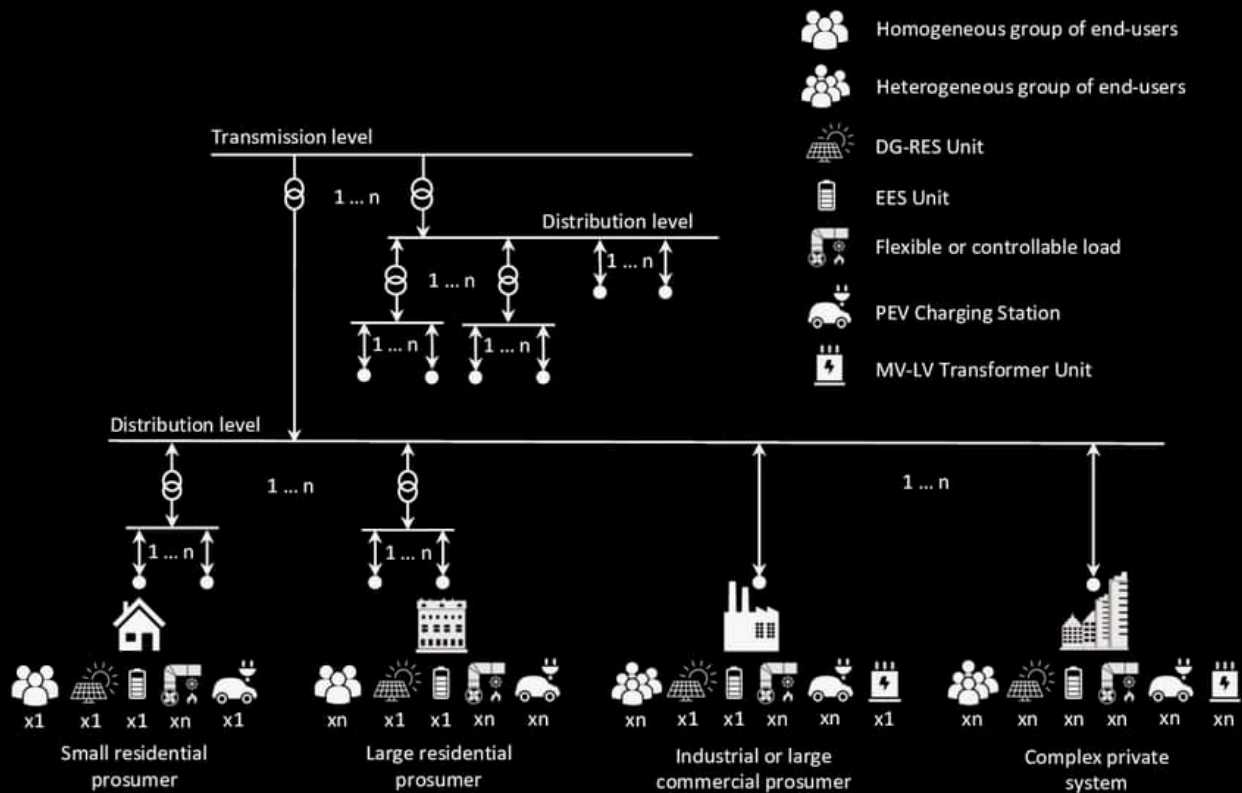 Homogeneous group of end-users
Heterogeneous group of end-users
DG-RES Unit
EES Unit
Flexible or controllable load
PEV Charging Station
MV-LV Transformer Unit
Transmission level
1 ... n
Distribution level
1 ... n
1 ... n
1 ... n
1 ... n
Distribution level
1 ... n
1 ... n
1 ... n
1 ... n
x1 x1 x1 xn x1
Small residential
prosumer
xn x1 x1 xn xn
Large residential
prosumer
xn x1 x1 xn xn x1
Industrial or large
commercial prosumer
xn xn xn xn xn xn
Complex private
system